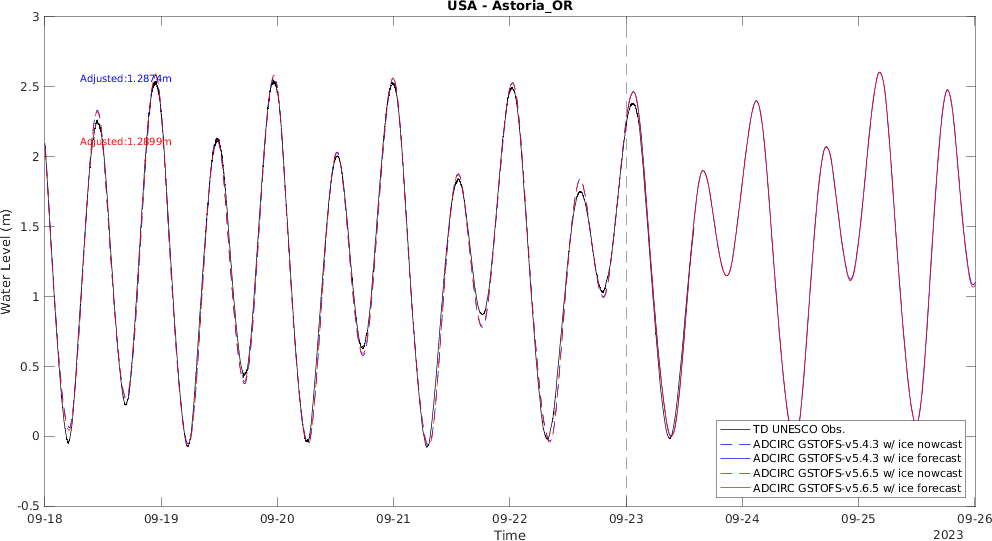 USA - Astoria_OR
3
2.5
2
1.5
1
0.5
0
-0.5
Water Level (m)
Adjusted:1.2874m
Adjusted:1.2899m
TD UNESCO Obs.
ADCIRC GSTOFS-v5.4.3 w/ ice nowcast
ADCIRC GSTOFS-v5.4.3 w/ ice forecast
ADCIRC GSTOFS-v5.6.5 w/ ice nowcast
ADCIRC GSTOFS-v5.6.5 w/ ice forecast
09-18 09-19 09-20 09-21 09-22 09-23 09-24 09-25 09-26
Time
2023